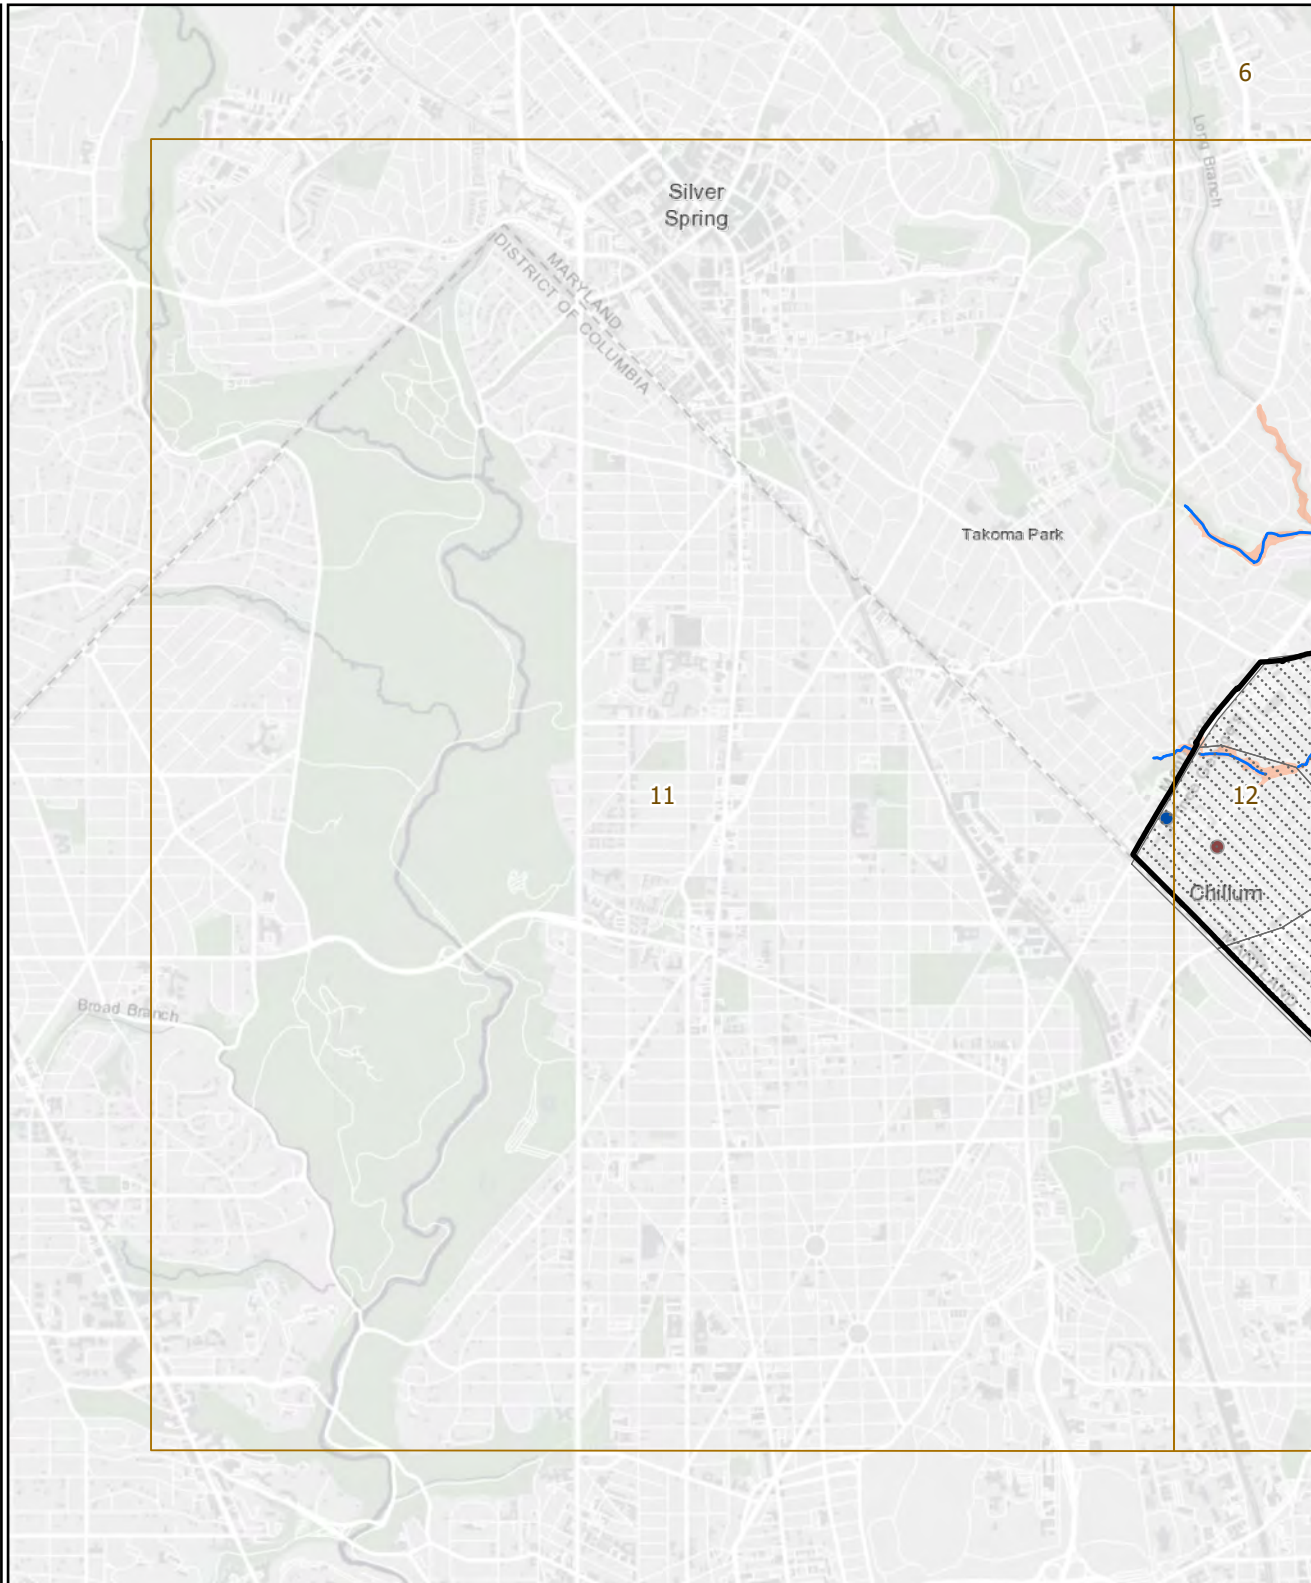 6
Long Branch
Silver
Spring
MARYLAND
DISTRICT OF COLUMBIA
Takoma Park
11
12
Chillum
Broad Branch